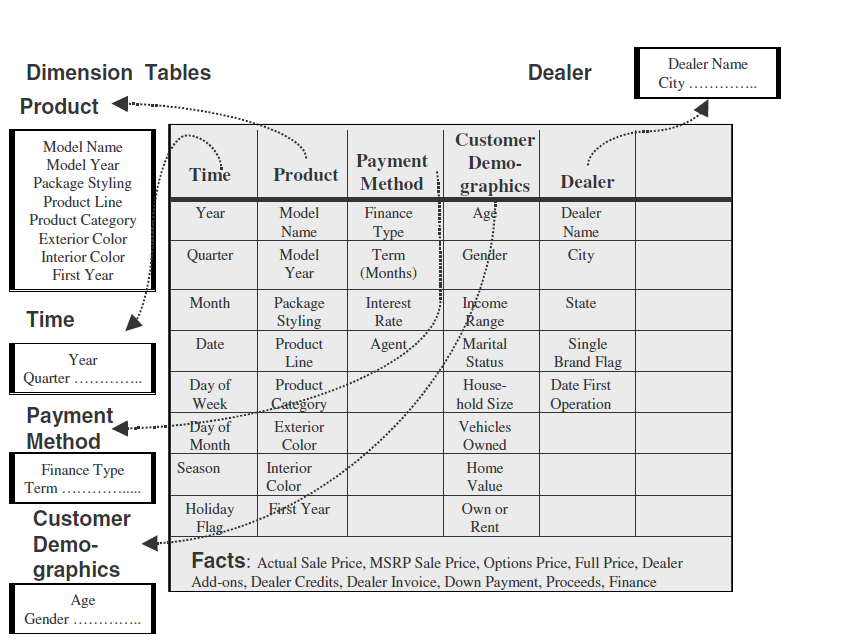 Dimension Tables
Dealer
Dealer Name
City …………..
Product
Model Name
Model Year
Package Styling
Product Line
Product Category
Exterior Color
Interior Color
First Year
Time
Year
Quarter …………..
Payment
Method
Finance Type
Term ………….....
Customer
Demo-
graphics
Age
Gender …………..
Time
Product
Payment
Method
Customer
Demo-
graphics
Dealer
Year
Model
Name
Finance
Type
Age
Dealer
Name
Quarter
Model
Year
Term
(Months)
Gender
City
Month
Package
Styling
Interest
Rate
Income
Range
State
Date
Product
Line
Agent
Marital
Status
Single
Brand Flag
Day of
Week
Product
Category
House-
hold Size
Date First
Operation
Day of
Month
Exterior
Color
Vehicles
Owned
Season
Interior
Color
Home
Value
Holiday
Flag
First Year
Own or
Rent
Facts: Actual Sale Price, MSRP Sale Price, Options Price, Full Price, Dealer
Add-ons, Dealer Credits, Dealer Invoice, Down Payment, Proceeds, Finance